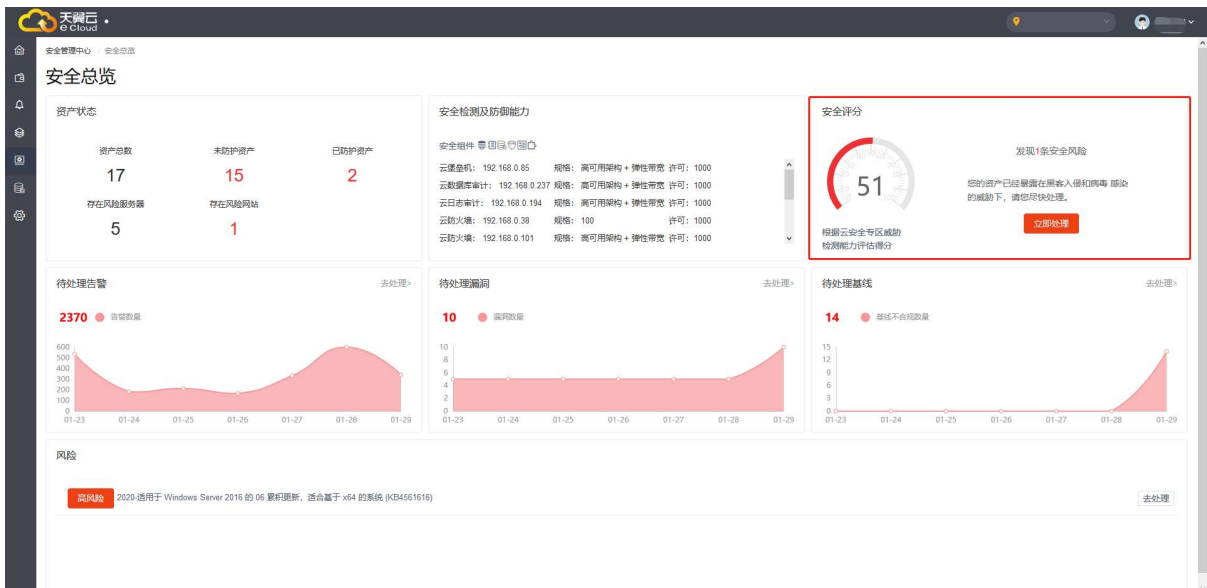 天翼云
e Cloud
安全管理中心 / 安全总览
安全总览
资产状态
资产总数 未防护资产 已防护资产
17 15 2
存在风险服务器 存在风险网站
5 1
安全检测及防御能力
安全组件
云堡垒机: 192.168.0.85 规格: 高可用架构 + 弹性带宽 许可: 1000
云数据库审计: 192.168.0.237 规格: 高可用架构 + 弹性带宽 许可: 1000
云日志审计: 192.168.0.194 规格: 高可用架构 + 弹性带宽 许可: 1000
云防火墙: 192.168.0.38 规格: 100 许可: 1000
云防火墙: 192.168.0.101 规格: 高可用架构 + 弹性带宽 许可: 1000
安全评分
51
根据云安全专区威胁
检测能力评估得分
发现1条安全风险
您的资产已经暴露在黑客入侵和病毒 感染
的威胁下，请您尽快处理。
立即处理
待处理告警 去处理>
2370 告警数量
600
500
400
300
200
100
0
01-23 01-24 01-25 01-26 01-27 01-28 01-29
待处理漏洞 去处理>
10 漏洞数量
10
8
6
4
2
0
01-23 01-24 01-25 01-26 01-27 01-28 01-29
待处理基线 去处理>
14 基线不合规数量
15
12
9
6
3
0
01-23 01-24 01-25 01-26 01-27 01-28 01-29
风险
高风险 2020-适用于 Windows Server 2016 的 06 累积更新，适合基于 x64 的系统 (KB4561616) 去处理